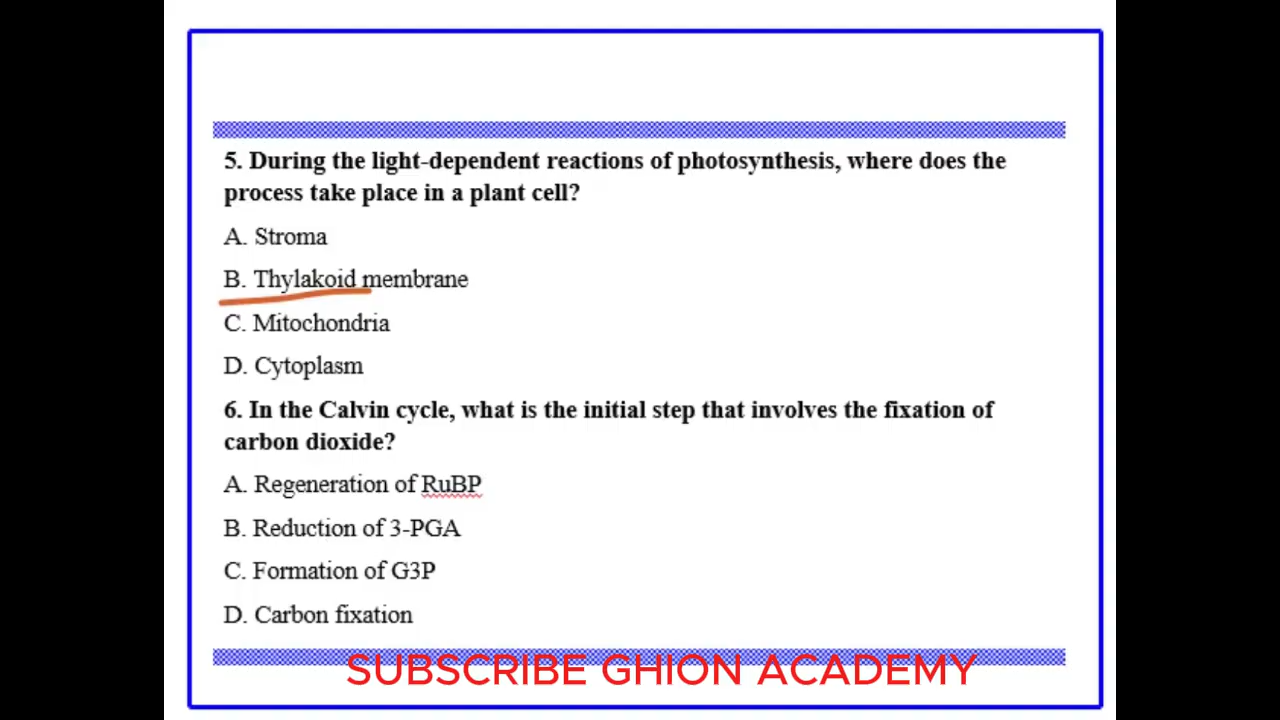 5. During the light-dependent reactions of photosynthesis, where does the
process take place in a plant cell?
A. Stroma
B. Thylakoid membrane
C. Mitochondria
D. Cytoplasm
6. In the Calvin cycle, what is the initial step that involves the fixation of
carbon dioxide?
A. Regeneration of RuBP
B. Reduction of 3-PGA
C. Formation of G3P
D. Carbon fixation
SUBSCRIBE GHION ACADEMY